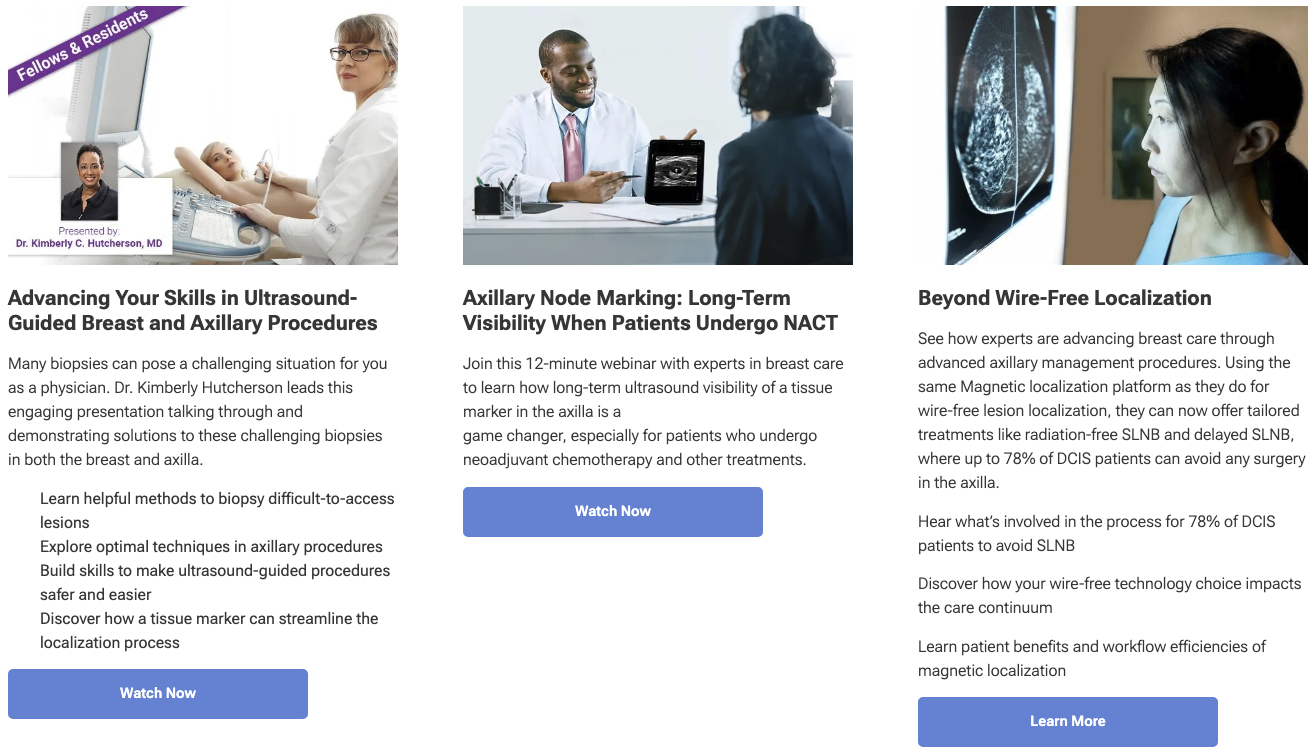 Fellows & Residents
Presented by:
Dr. Kimberly C. Hutcherson, MD
Advancing Your Skills in Ultrasound-
Guided Breast and Axillary Procedures
Many biopsies can pose a challenging situation for you
as a physician. Dr. Kimberly Hutcherson leads this
engaging presentation talking through and
demonstrating solutions to these challenging biopsies
in both the breast and axilla.
Learn helpful methods to biopsy difficult-to-access
lesions
Explore optimal techniques in axillary procedures
Build skills to make ultrasound-guided procedures
safer and easier
Discover how a tissue marker can streamline the
localization process
Watch Now
Axillary Node Marking: Long-Term
Visibility When Patients Undergo NACT
Join this 12-minute webinar with experts in breast care
to learn how long-term ultrasound visibility of a tissue
marker in the axilla is a
game changer, especially for patients who undergo
neoadjuvant chemotherapy and other treatments.
Watch Now
Beyond Wire-Free Localization
See how experts are advancing breast care through
advanced axillary management procedures. Using the
same Magnetic localization platform as they do for
wire-free lesion localization, they can now offer tailored
treatments like radiation-free SLNB and delayed SLNB,
where up to 78% of DCIS patients can avoid any surgery
in the axilla.
Hear what’s involved in the process for 78% of DCIS
patients to avoid SLNB
Discover how your wire-free technology choice impacts
the care continuum
Learn patient benefits and workflow efficiencies of
magnetic localization
Learn More